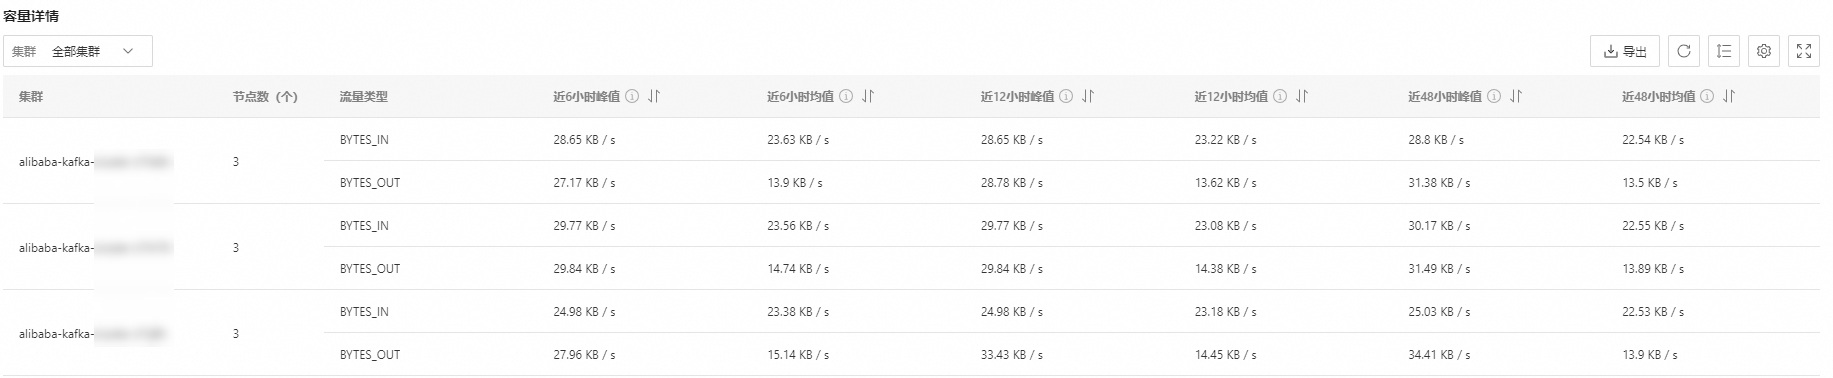 容量详情
集群 全部集群 导出
集群 节点数（个） 流量类型 近6小时峰值 近6小时均值 近12小时峰值 近12小时均值 近48小时峰值 近48小时均值
alibaba-kafka- 3 BYTES_IN 28.65 KB / s 23.63 KB / s 28.65 KB / s 23.22 KB / s 28.8 KB / s 22.54 KB / s
BYTES_OUT 27.17 KB / s 13.9 KB / s 28.78 KB / s 13.62 KB / s 31.38 KB / s 13.5 KB / s
alibaba-kafka- 3 BYTES_IN 29.77 KB / s 23.56 KB / s 29.77 KB / s 23.08 KB / s 30.17 KB / s 22.55 KB / s
BYTES_OUT 29.84 KB / s 14.74 KB / s 29.84 KB / s 14.38 KB / s 31.49 KB / s 13.89 KB / s
alibaba-kafka- 3 BYTES_IN 24.98 KB / s 23.38 KB / s 24.98 KB / s 23.18 KB / s 25.03 KB / s 22.53 KB / s
BYTES_OUT 27.96 KB / s 15.14 KB / s 33.43 KB / s 14.45 KB / s 34.41 KB / s 13.9 KB / s